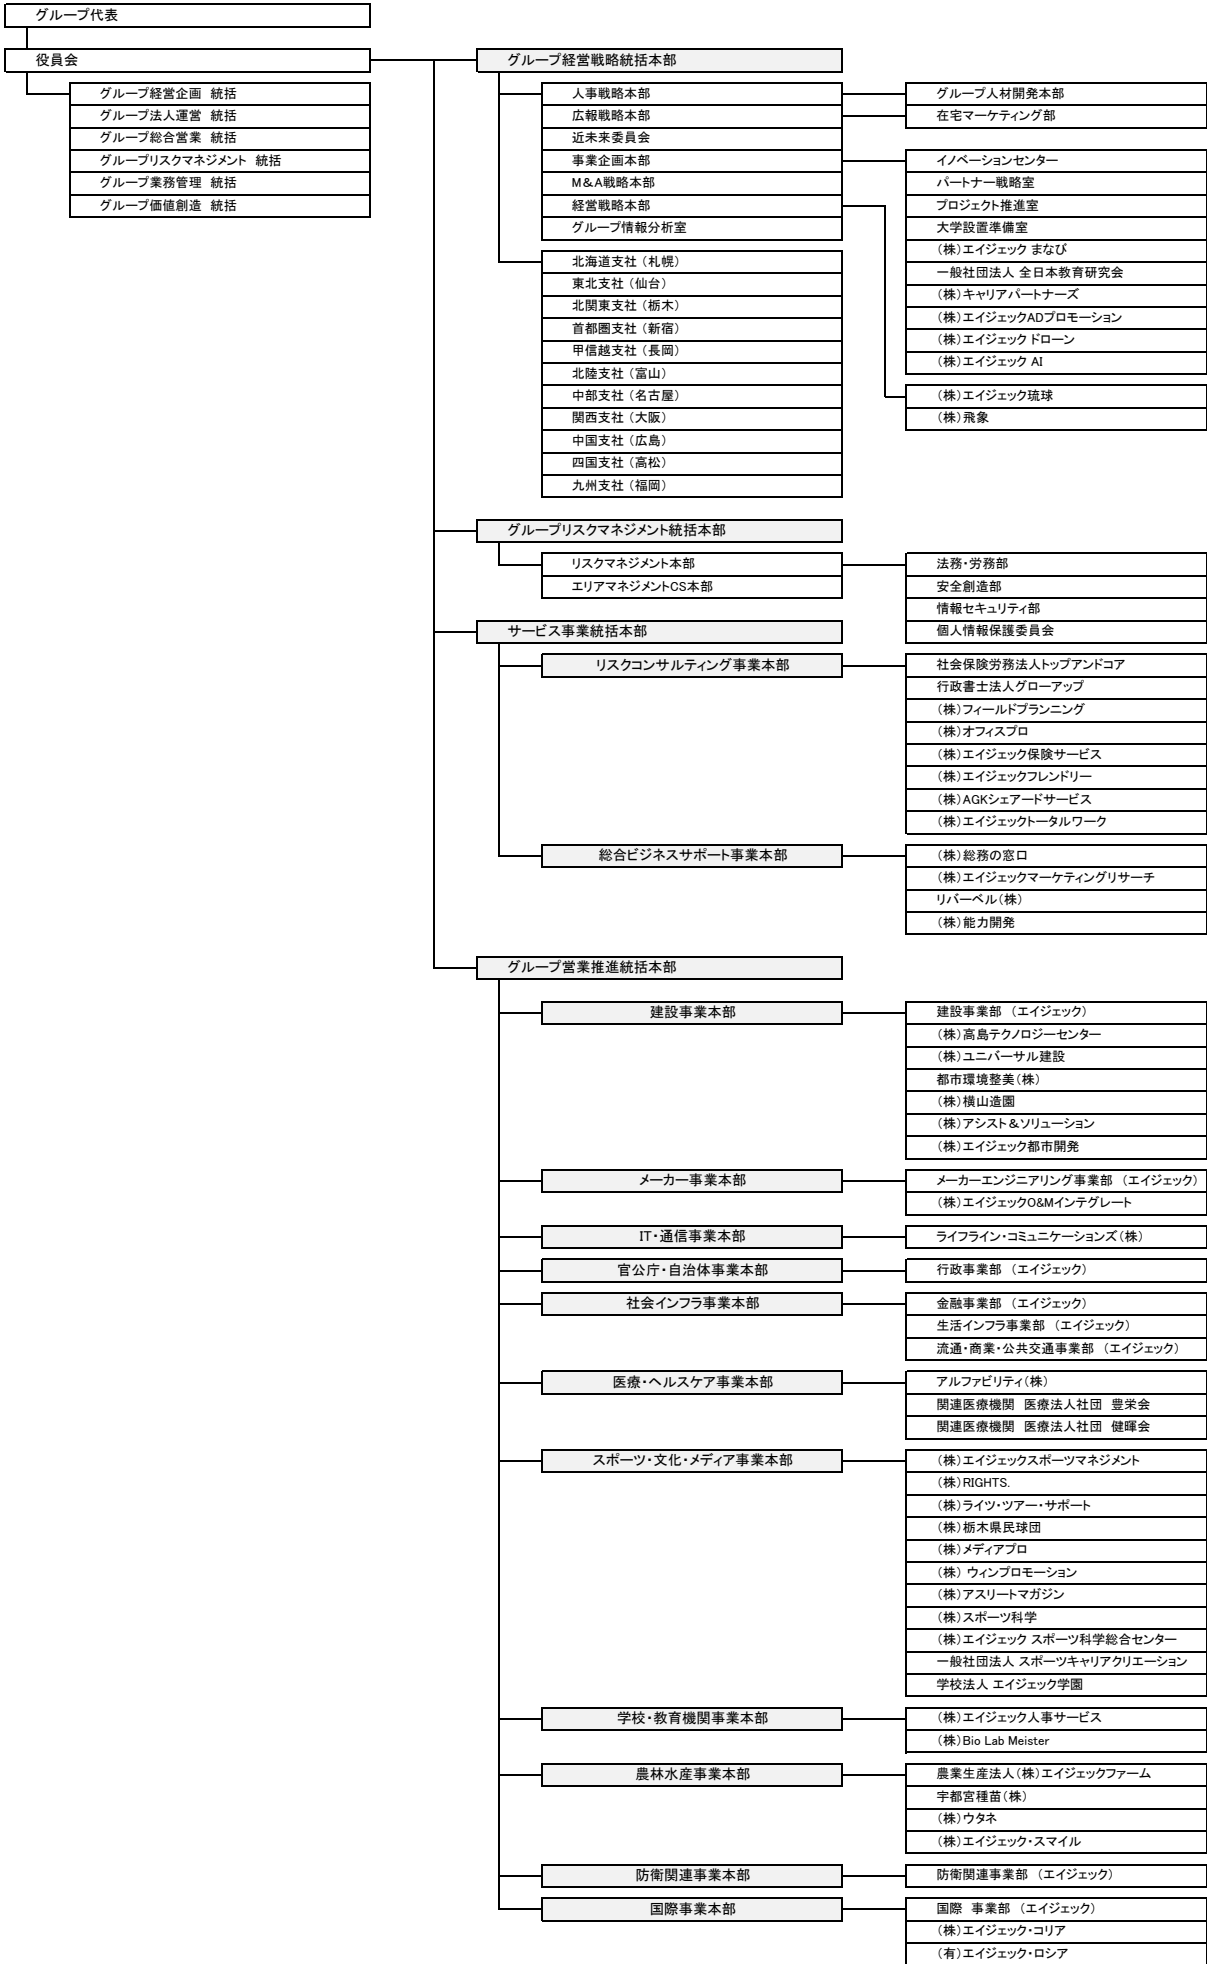 グループ代表
役員会
グループ経営企画 統括
グループ法人運営 統括
グループ総合営業 統括
グループリスクマネジメント 統括
グループ業務管理 統括
グループ価値創造 統括
グループ経営戦略統括本部
人事戦略本部
広報戦略本部
近未来委員会
事業企画本部
M&A戦略本部
経営戦略本部
グループ情報分析室
グループ人材開発本部
在宅マーケティング部
イノベーションセンター
パートナー戦略室
プロジェクト推進室
大学設置準備室
(株)エイジェック まなび
一般社団法人 全日本教育研究会
(株)キャリアパートナーズ
(株)エイジェックADプロモーション
(株)エイジェック ドローン
(株)エイジェック AI
(株)エイジェック琉球
(株)飛象
北海道支社 (札幌)
東北支社 (仙台)
北関東支社 (栃木)
首都圏支社 (新宿)
甲信越支社 (長岡)
北陸支社 (富山)
中部支社 (名古屋)
関西支社 (大阪)
中国支社 (広島)
四国支社 (高松)
九州支社 (福岡)
グループリスクマネジメント統括本部
リスクマネジメント本部
エリアマネジメントCS本部
法務・労務部
安全創造部
情報セキュリティ部
個人情報保護委員会
サービス事業統括本部
リスクコンサルティング事業本部
社会保険労務法人トップアンドコア
行政書士法人グローアップ
(株)フィールドプランニング
(株)オフィスプロ
(株)エイジェック保険サービス
(株)エイジェックフレンドリー
(株)AGKシェアードサービス
(株)エイジェックトータルワーク
総合ビジネスサポート事業本部
(株)総務の窓口
(株)エイジェックマーケティングリサーチ
リバーベル(株)
(株)能力開発
グループ営業推進統括本部
建設事業本部
建設事業部 (エイジェック)
(株)高島テクノロジーセンター
(株)ユニバーサル建設
都市環境整美(株)
(株)横山造園
(株)アシスト&ソリューション
(株)エイジェック都市開発
メーカー事業本部
メーカーエンジニアリング事業部 (エイジェック)
(株)エイジェックO&Mインテグレート
IT・通信事業本部
ライフライン・コミュニケーションズ(株)
官公庁・自治体事業本部
行政事業部 (エイジェック)
社会インフラ事業本部
金融事業部 (エイジェック)
生活インフラ事業部 (エイジェック)
流通・商業・公共交通事業部 (エイジェック)
医療・ヘルスケア事業本部
アルファビリティ(株)
関連医療機関 医療法人社団 豊栄会
関連医療機関 医療法人社団 健暉会
スポーツ・文化・メディア事業本部
(株)エイジェックスポーツマネジメント
(株)RIGHTS.
(株)ライツ・ツアー・サポート
(株)栃木県民球団
(株)メディアプロ
(株) ウィンプロモーション
(株)アスリートマガジン
(株)スポーツ科学
(株)エイジェック スポーツ科学総合センター
一般社団法人 スポーツキャリアクリエーション
学校法人 エイジェック学園
学校・教育機関事業本部
(株)エイジェック人事サービス
(株)Bio Lab Meister
農林水産事業本部
農業生産法人(株)エイジェックファーム
宇都宮種苗(株)
(株)ウタネ
(株)エイジェック・スマイル
防衛関連事業本部
防衛関連事業部 (エイジェック)
国際事業本部
国際 事業部 (エイジェック)
(株)エイジェック・コリア
(有)エイジェック・ロシア